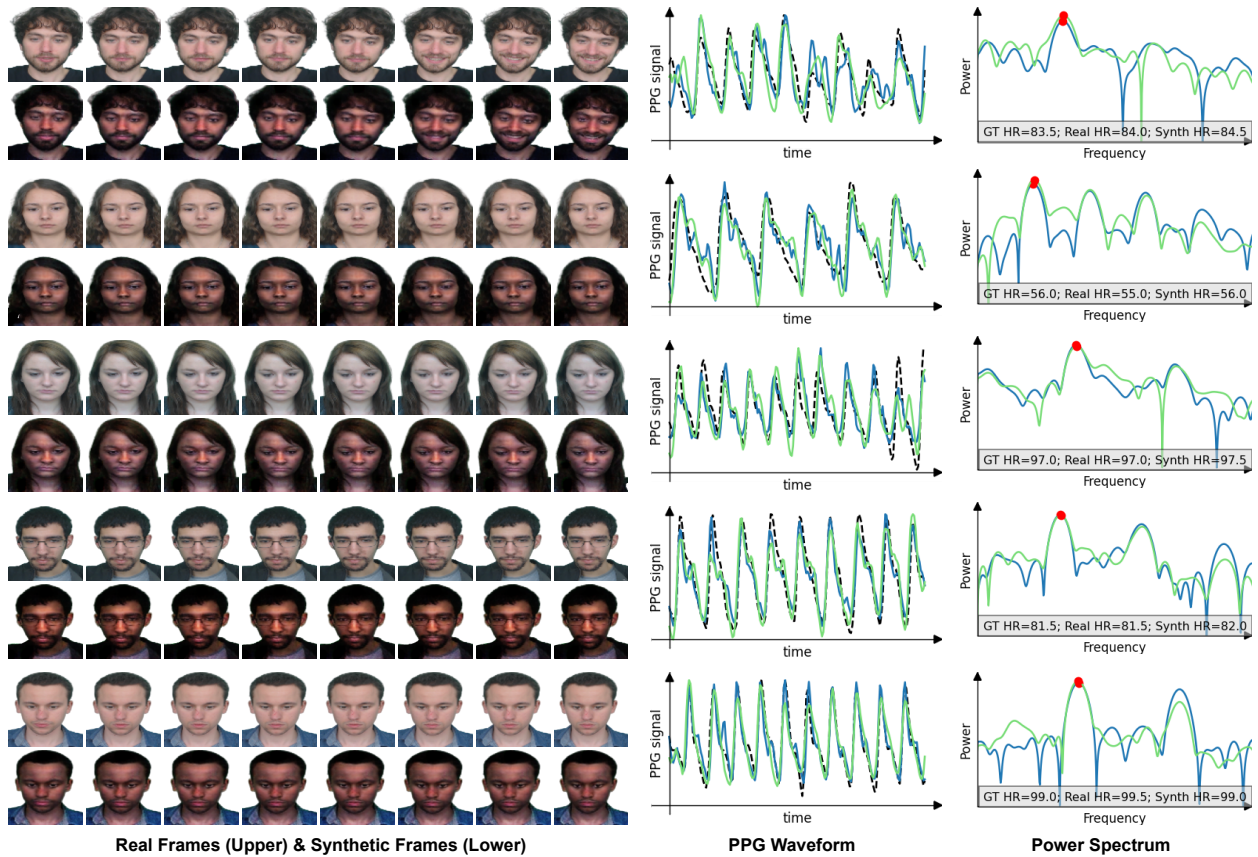 PPG signal
time
Power
GT HR=83.5; Real HR=84.0; Synth HR=84.5
Frequency
PPG signal
time
Power
GT HR=56.0; Real HR=55.0; Synth HR=56.0
Frequency
PPG signal
time
Power
GT HR=97.0; Real HR=97.0; Synth HR=97.5
Frequency
PPG signal
time
Power
GT HR=81.5; Real HR=81.5; Synth HR=82.0
Frequency
PPG signal
time
Power
GT HR=99.0; Real HR=99.5; Synth HR=99.0
Frequency
Real Frames (Upper) & Synthetic Frames (Lower)
PPG Waveform
Power Spectrum